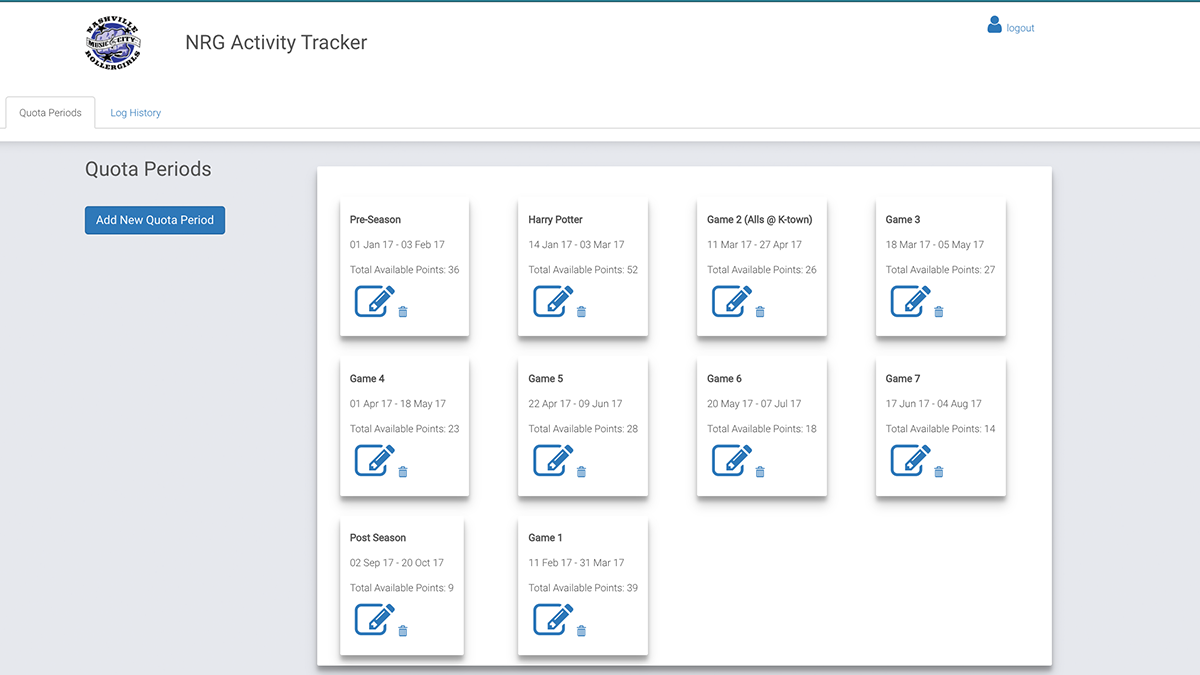 NASHVILLE
MUSIC CITY
ROLLERGIRLS
NRG Activity Tracker
logout
Quota Periods
Log History
Quota Periods
Add New Quota Period
Pre-Season
01 Jan 17 - 03 Feb 17
Total Available Points: 36
Harry Potter
14 Jan 17 - 03 Mar 17
Total Available Points: 52
Game 2 (Alls @ K-town)
11 Mar 17 - 27 Apr 17
Total Available Points: 26
Game 3
18 Mar 17 - 05 May 17
Total Available Points: 27
Game 4
01 Apr 17 - 18 May 17
Total Available Points: 23
Game 5
22 Apr 17 - 09 Jun 17
Total Available Points: 28
Game 6
20 May 17 - 07 Jul 17
Total Available Points: 18
Game 7
17 Jun 17 - 04 Aug 17
Total Available Points: 14
Post Season
02 Sep 17 - 20 Oct 17
Total Available Points: 9
Game 1
11 Feb 17 - 31 Mar 17
Total Available Points: 39